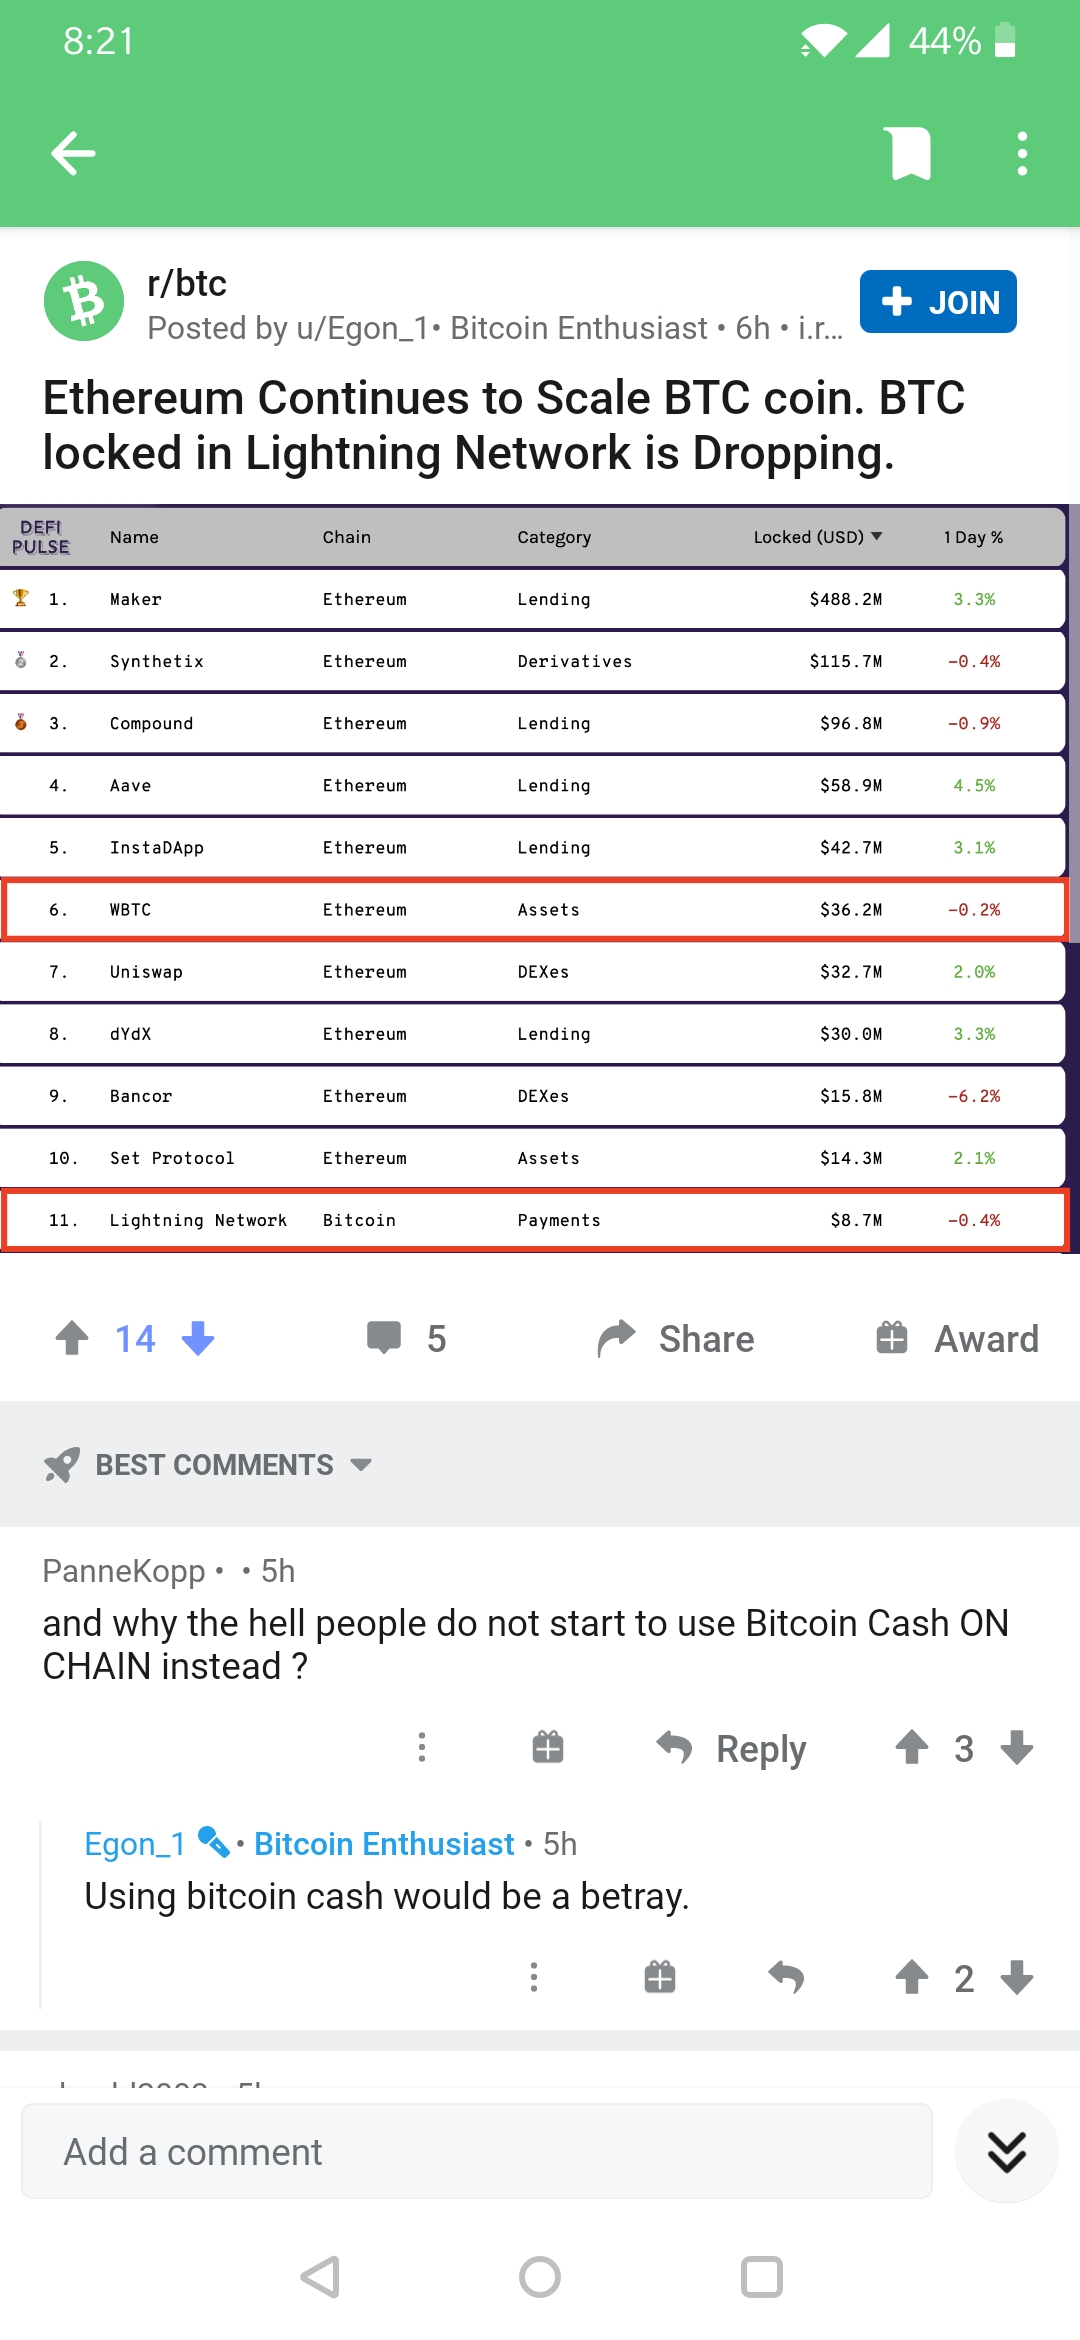 8:21
44%
r/btc
Posted by u/Egon_1• Bitcoin Enthusiast • 6h • i.r...
JOIN
Ethereum Continues to Scale BTC coin. BTC
locked in Lightning Network is Dropping.
DEFI
PULSE
Name Chain Category Locked (USD) ▼ 1 Day %
1. Maker Ethereum Lending $488.2M 3.3%
2. Synthetix Ethereum Derivatives $115.7M -0.4%
3. Compound Ethereum Lending $96.8M -0.9%
4. Aave Ethereum Lending $58.9M 4.5%
5. InstaDApp Ethereum Lending $42.7M 3.1%
6. WBTC Ethereum Assets $36.2M -0.2%
7. Uniswap Ethereum DEXes $32.7M 2.0%
8. dYdX Ethereum Lending $30.0M 3.3%
9. Bancor Ethereum DEXes $15.8M -6.2%
10. Set Protocol Ethereum Assets $14.3M 2.1%
11. Lightning Network Bitcoin Payments $8.7M -0.4%
14 5 Share Award
BEST COMMENTS
PanneKopp • • 5h
and why the hell people do not start to use Bitcoin Cash ON
CHAIN instead ?
Reply 3
Egon_1 • Bitcoin Enthusiast • 5h
Using bitcoin cash would be a betray.
2
Add a comment